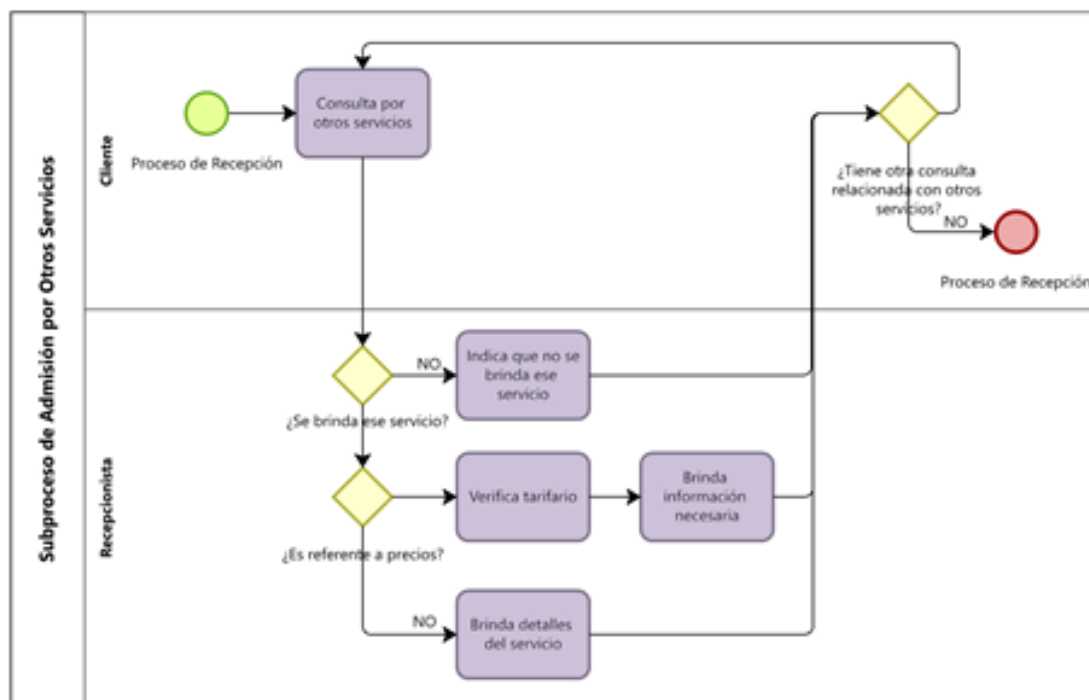 Subproceso de Admisión por Otros Servicios
Cliente
Consulta por
otros servicios
Proceso de Recepción
¿Tiene otra consulta
relacionada con otros
servicios?
NO
Proceso de Recepción
Recepcionista
NO
Indica que no se
brinda ese
servicio
¿Se brinda ese servicio?
Verifica tarifario
Brinda
información
necesaria
¿Es referente a precios?
NO
Brinda detalles
del servicio